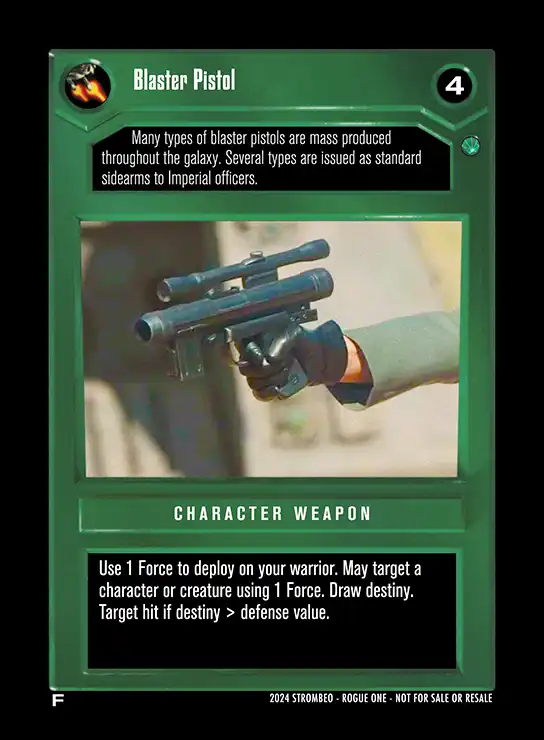 Blaster Pistol
4
Many types of blaster pistols are mass produced
throughout the galaxy. Several types are issued as standard
sidearms to Imperial officers.
CHARACTER WEAPON
Use 1 Force to deploy on your warrior. May target a
character or creature using 1 Force. Draw destiny.
Target hit if destiny > defense value.
F
2024 STROMBEO - ROGUE ONE - NOT FOR SALE OR RESALE